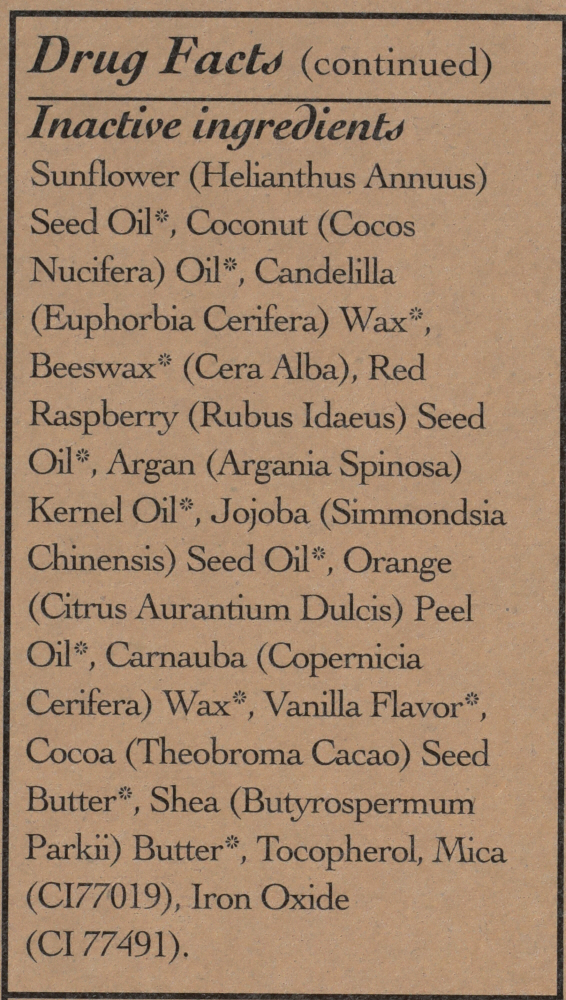 Drug Facts (continued)
Inactive ingredients
Sunflower (Helianthus Annuus)
Seed Oil*, Coconut (Cocos
Nucifera) Oil*, Candelilla
(Euphorbia Cerifera) Wax*,
Beeswax* (Cera Alba), Red
Raspberry (Rubus Idaeus) Seed
Oil*, Argan (Argania Spinosa)
Kernel Oil*, Jojoba (Simmondsia
Chinensis) Seed Oil*, Orange
(Citrus Aurantium Dulcis) Peel
Oil*, Carnauba (Copernicia
Cerifera) Wax*, Vanilla Flavor*,
Cocoa (Theobroma Cacao) Seed
Butter*, Shea (Butyrospermum
Parkii) Butter*, Tocopherol, Mica
(CI77019), Iron Oxide
(CI 77491).